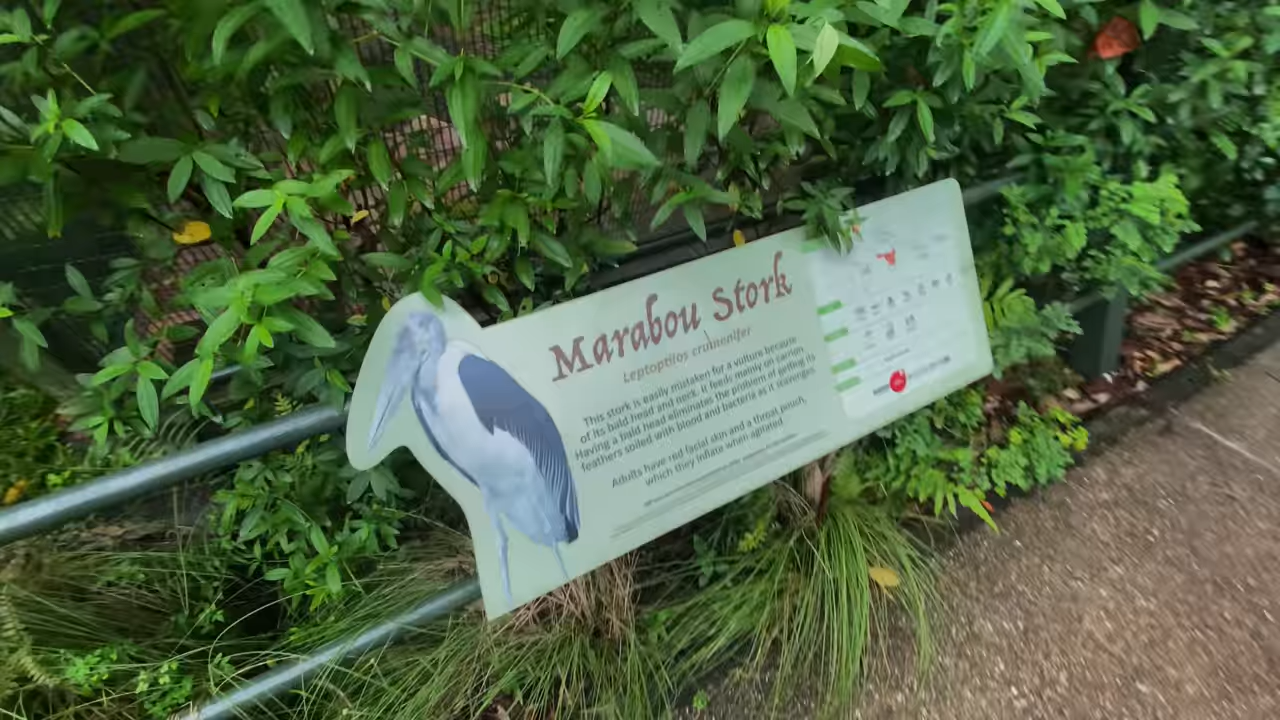 Marabou Stork
Leptoptilos crumenifer
This stork is easily mistaken for a vulture because
of its bald head and neck. It feeds mainly on carrion.
Having a bald head eliminates the problem of getting its
feathers soiled with blood and bacteria as it scavenges.
Adults have red facial skin and a throat pouch,
which they inflate when agitated.